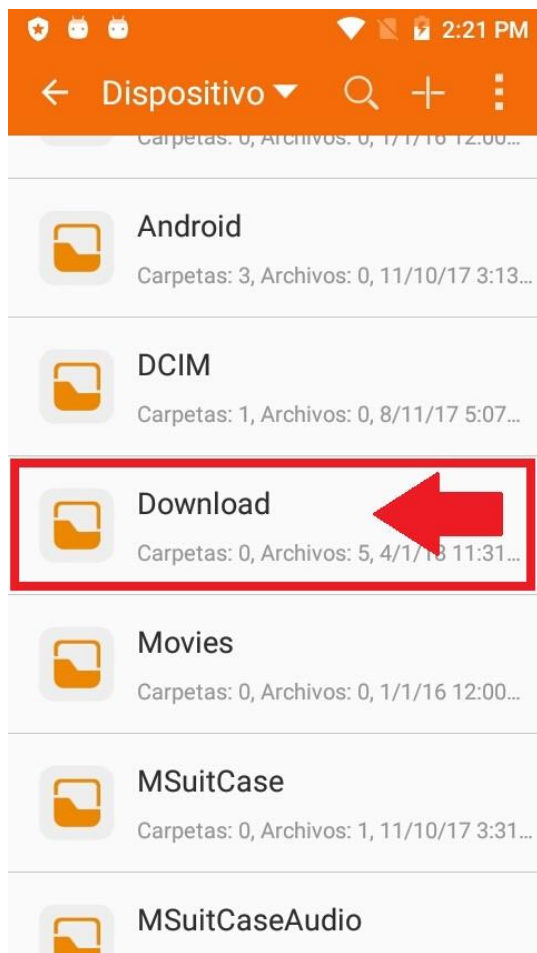 2:21 PM
Dispositivo
Carpetas: 0, Archivos: 0, 1/1/16 12:00...
Android
Carpetas: 3, Archivos: 0, 11/10/17 3:13...
DCIM
Carpetas: 1, Archivos: 0, 8/11/17 5:07...
Download
Carpetas: 0, Archivos: 5, 4/1/18 11:31...
Movies
Carpetas: 0, Archivos: 0, 1/1/16 12:00...
MSuitCase
Carpetas: 0, Archivos: 1, 11/10/17 3:31...
MSuitCaseAudio